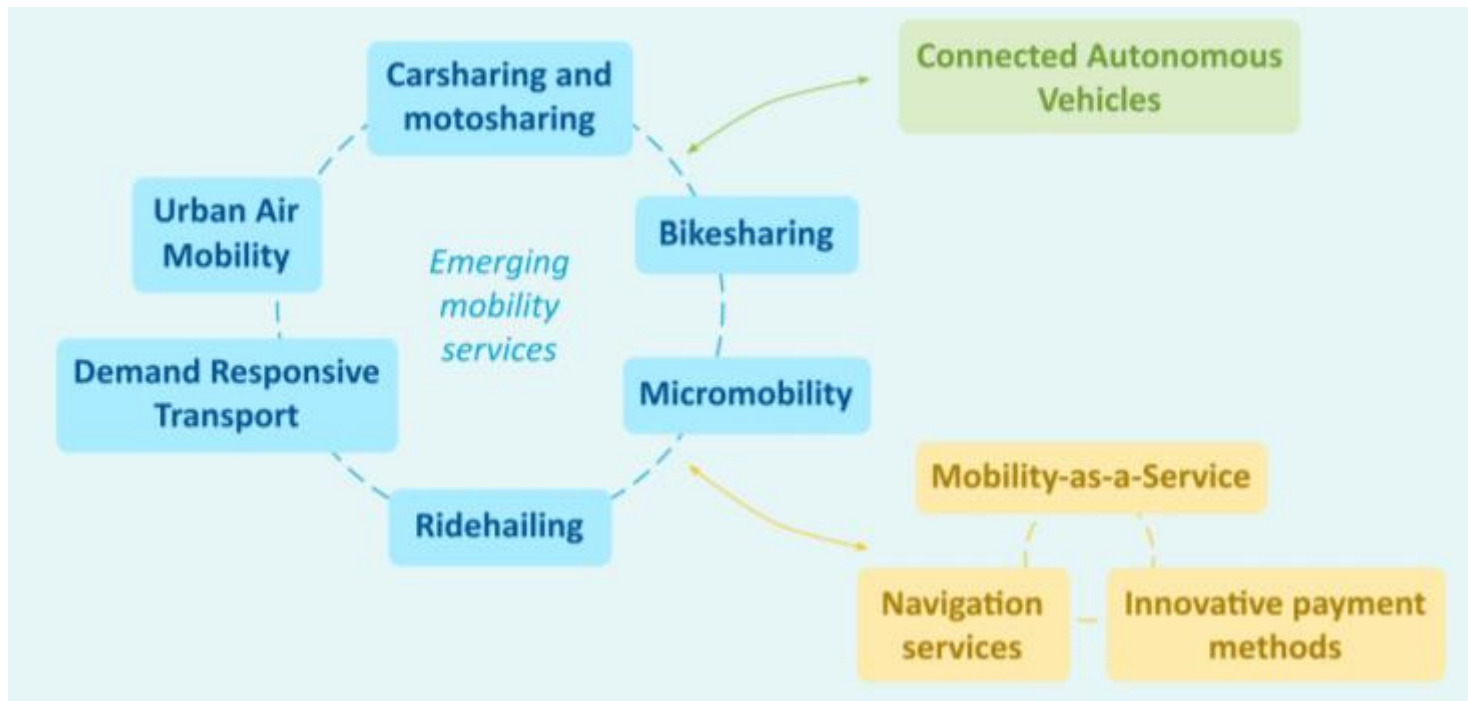 Carsharing and
motosharing
Connected Autonomous
Vehicles
Urban Air
Mobility
Bikesharing
Emerging
mobility
services
Demand Responsive
Transport
Micromobility
Ridehailing
Mobility-as-a-Service
Navigation
services
Innovative payment
methods